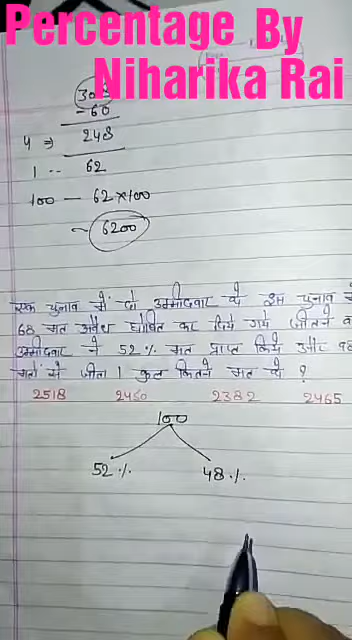 Percentage By
Niharika Rai
308
- 60
4 ⇒ 248
1 -- 62
100 — 62×100
~ 6200
एक चुनाव में दो उम्मीदवार थे इस चुनाव में
68 मत अवैध घोषित कर दिये गये जीतने व
उम्मीदवार ने 52% मत प्राप्त किये और 98
मतों से जीता । कुल कितने मत थे ?
2518 2450 2382 2465
100
52% 48%